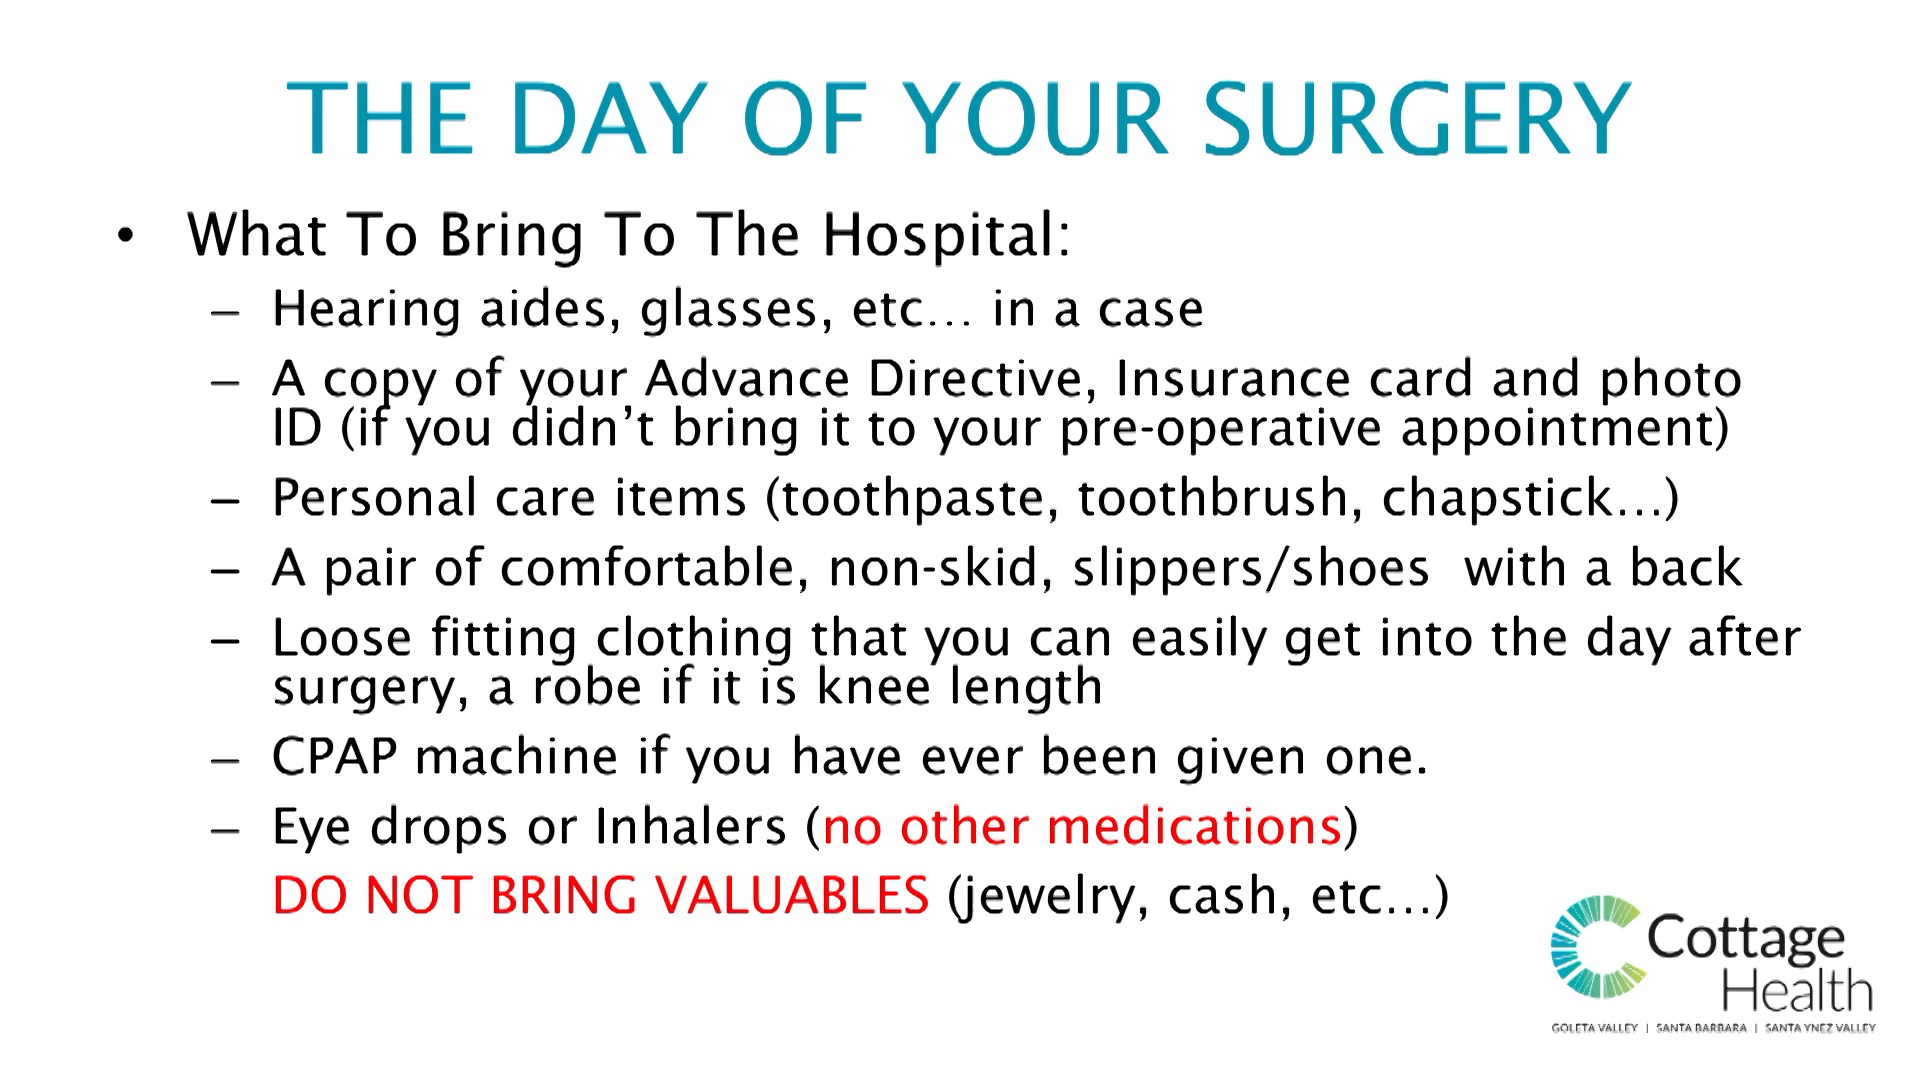 THE DAY OF YOUR SURGERY
• What To Bring To The Hospital:
– Hearing aides, glasses, etc… in a case
– A copy of your Advance Directive, Insurance card and photo
ID (if you didn’t bring it to your pre-operative appointment)
– Personal care items (toothpaste, toothbrush, chapstick…)
– A pair of comfortable, non-skid, slippers/shoes  with a back
– Loose fitting clothing that you can easily get into the day after
surgery, a robe if it is knee length
– CPAP machine if you have ever been given one.
– Eye drops or Inhalers (no other medications)
DO NOT BRING VALUABLES (jewelry, cash, etc…)
Cottage
Health
GOLETA VALLEY | SANTA BARBARA | SANTA YNEZ VALLEY